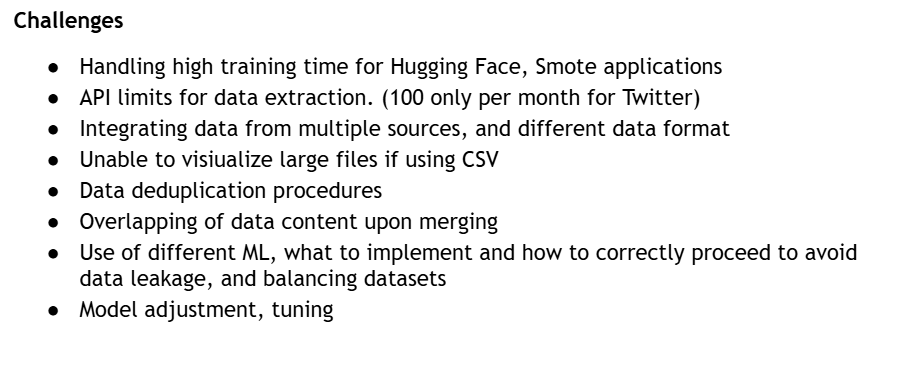 Challenges
● Handling high training time for Hugging Face, Smote applications
● API limits for data extraction. (100 only per month for Twitter)
● Integrating data from multiple sources, and different data format
● Unable to visiualize large files if using CSV
● Data deduplication procedures
● Overlapping of data content upon merging
● Use of different ML, what to implement and how to correctly proceed to avoid
data leakage, and balancing datasets
● Model adjustment, tuning